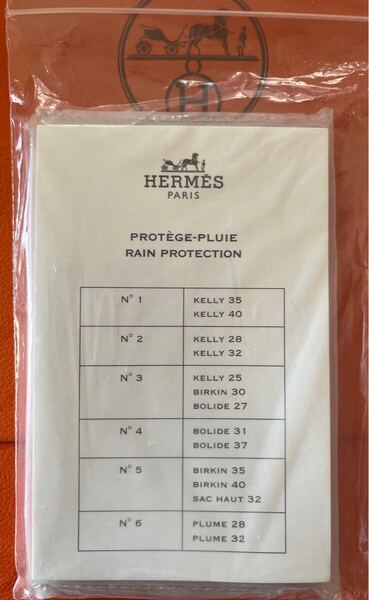 H
HERMÈS
PARIS
PROTÈGE-PLUIE
RAIN PROTECTION
N° 1 KELLY 35
KELLY 40
N° 2 KELLY 28
KELLY 32
N° 3 KELLY 25
BIRKIN 30
BOLIDE 27
N° 4 BOLIDE 31
BOLIDE 37
N° 5 BIRKIN 35
BIRKIN 40
SAC HAUT 32
N° 6 PLUME 28
PLUME 32